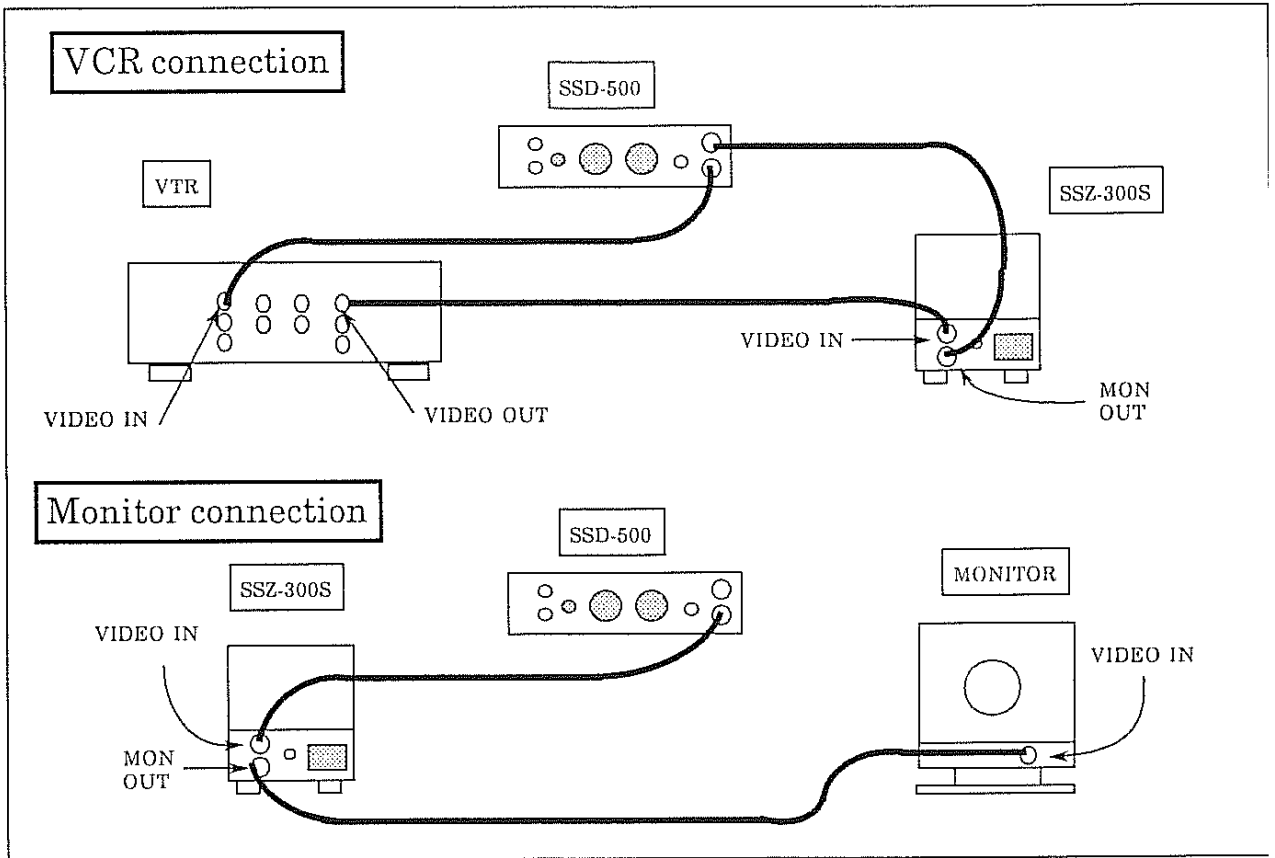 VCR connection
SSD-500
VTR
SSZ-300S
VIDEO IN
VIDEO OUT
VIDEO IN
MON
OUT
Monitor connection
SSD-500
SSZ-300S
MONITOR
VIDEO IN
MON
OUT
VIDEO IN